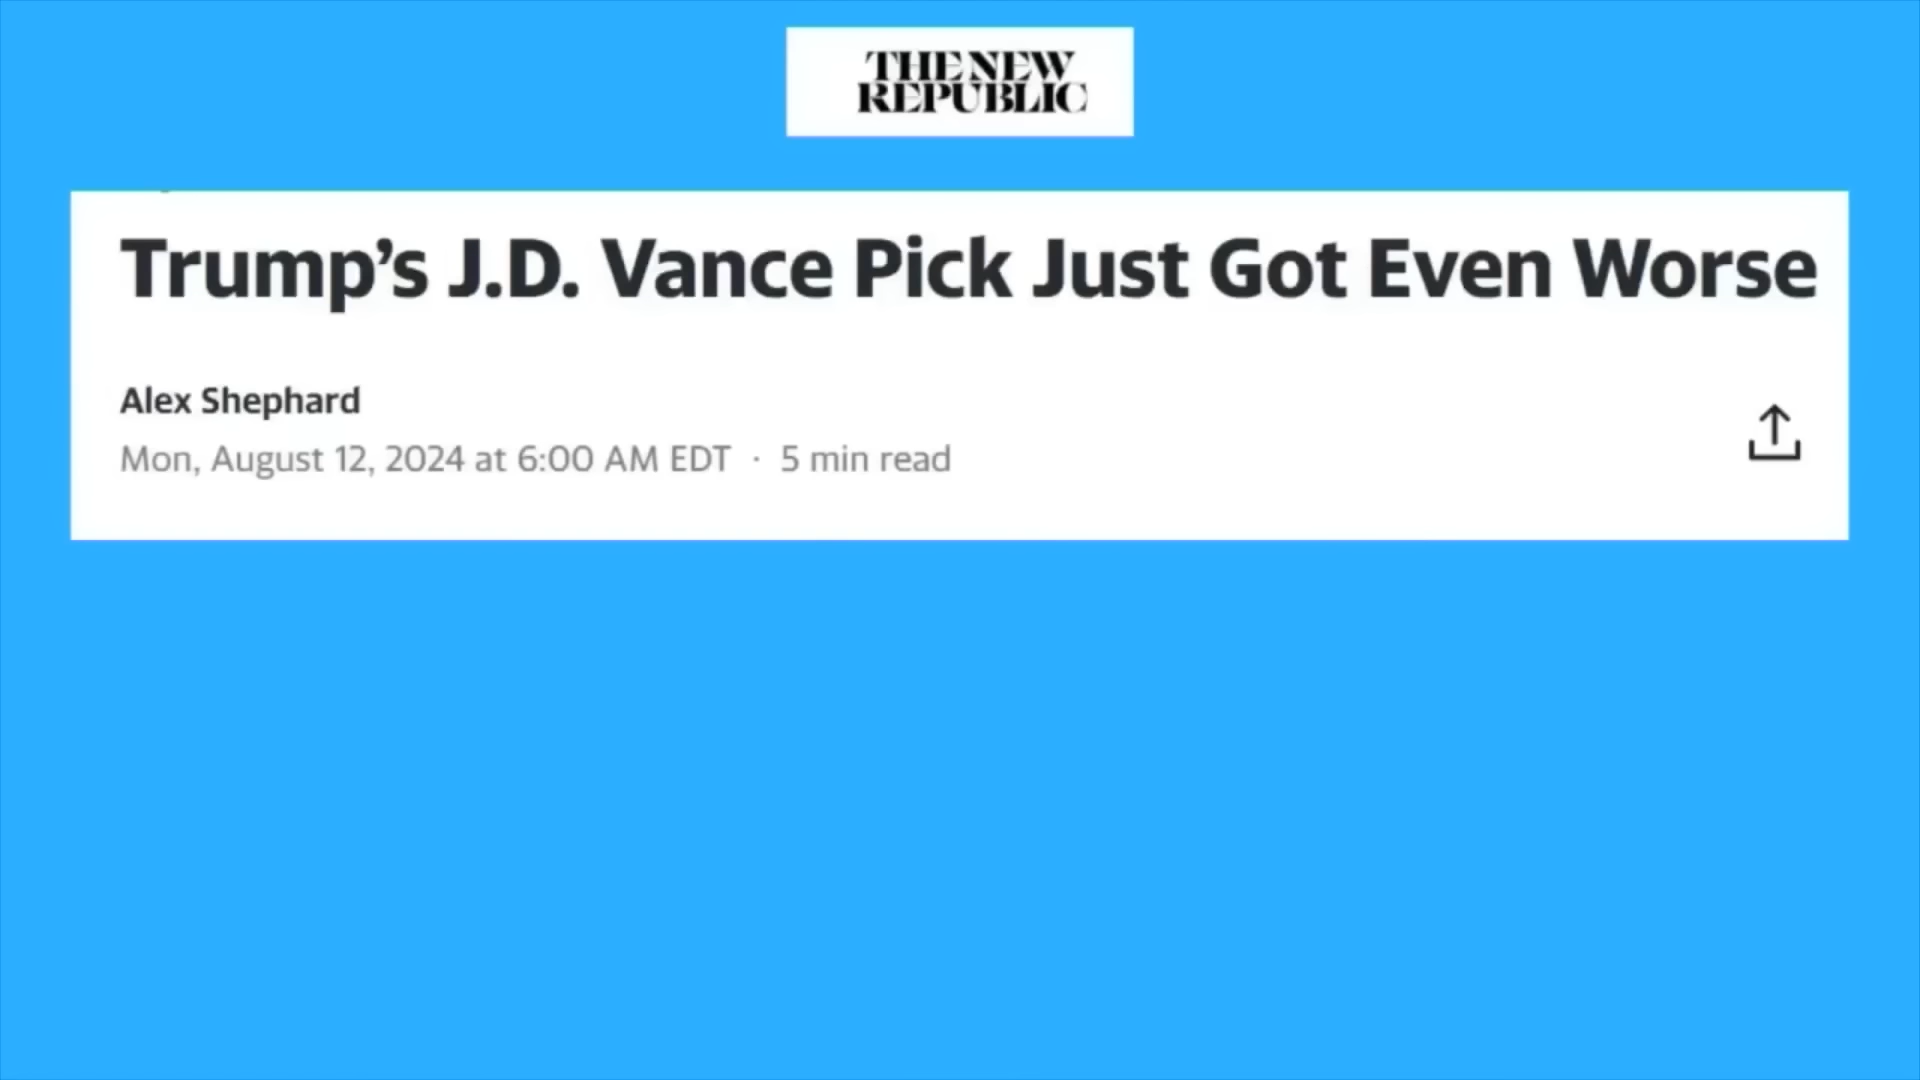 THE NEW
REPUBLIC
Trump’s J.D. Vance Pick Just Got Even Worse
Alex Shephard
Mon, August 12, 2024 at 6:00 AM EDT · 5 min read